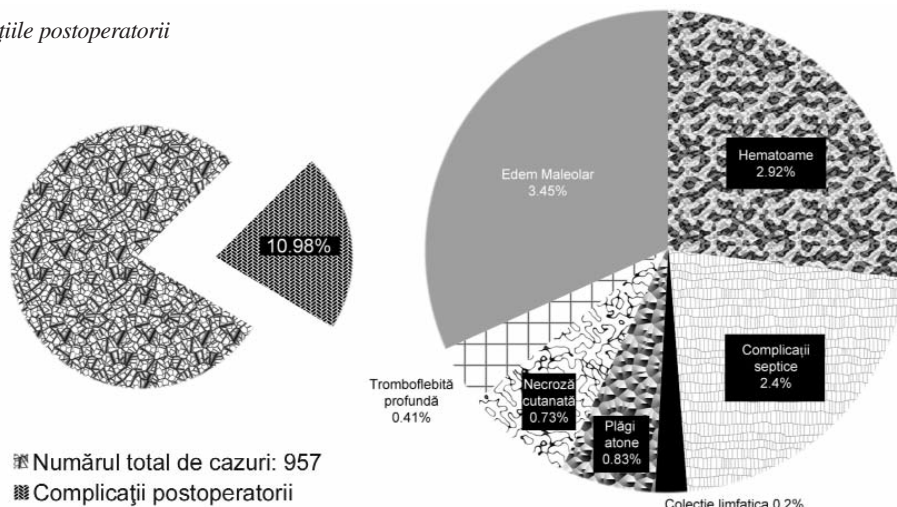 țiile postoperatorii
Edem Maleolar
3.45%
Hematoame
2.92%
10.98%
Complicații
septice
2.4%
Tromboflebită
profundă
0.41%
Necroză
cutanată
0.73%
Plăgi
atone
0.83%
Colecție limfatica 0.2%
Numărul total de cazuri: 957
Complicaţii postoperatorii